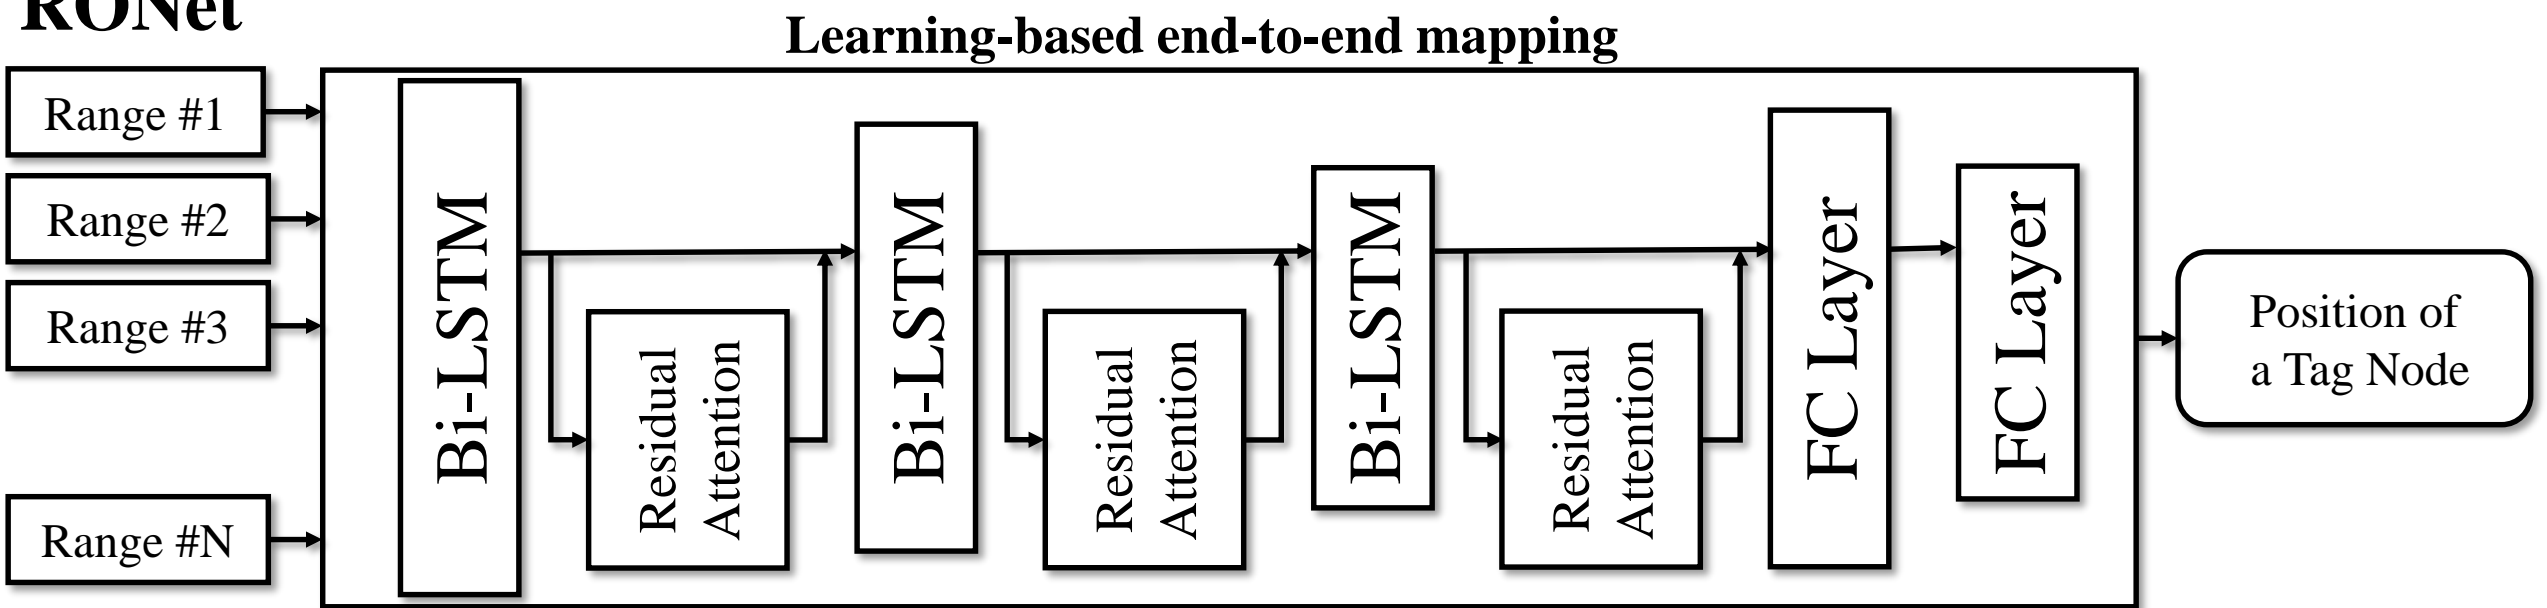 RONet
Learning-based end-to-end mapping
Range #1
Range #2
Range #3
Range #N
Bi-LSTM
Residual
Attention
Bi-LSTM
Residual
Attention
Bi-LSTM
Residual
Attention
FC Layer
FC Layer
Position of
a Tag Node